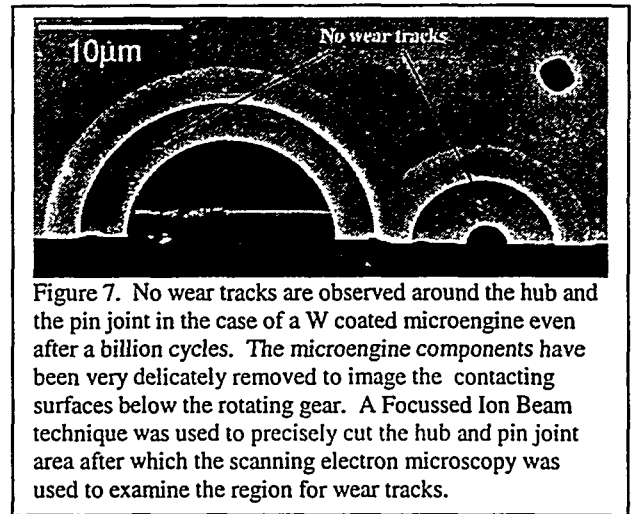 No wear tracks
10µm
Figure 7. No wear tracks are observed around the hub and
the pin joint in the case of a W coated microengine even
after a billion cycles. The microengine components have
been very delicately removed to image the contacting
surfaces below the rotating gear. A Focussed Ion Beam
technique was used to precisely cut the hub and pin joint
area after which the scanning electron microscopy was
used to examine the region for wear tracks.